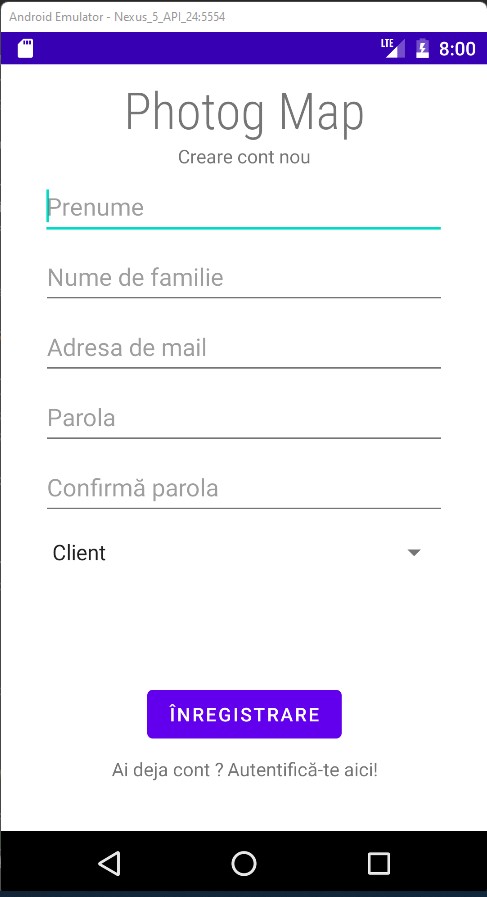 Android Emulator - Nexus_5_API_24:5554
LTE 8:00
Photog Map
Creare cont nou
Prenume
Nume de familie
Adresa de mail
Parola
Confirmă parola
Client
ÎNREGISTRARE
Ai deja cont ? Autentifică-te aici!